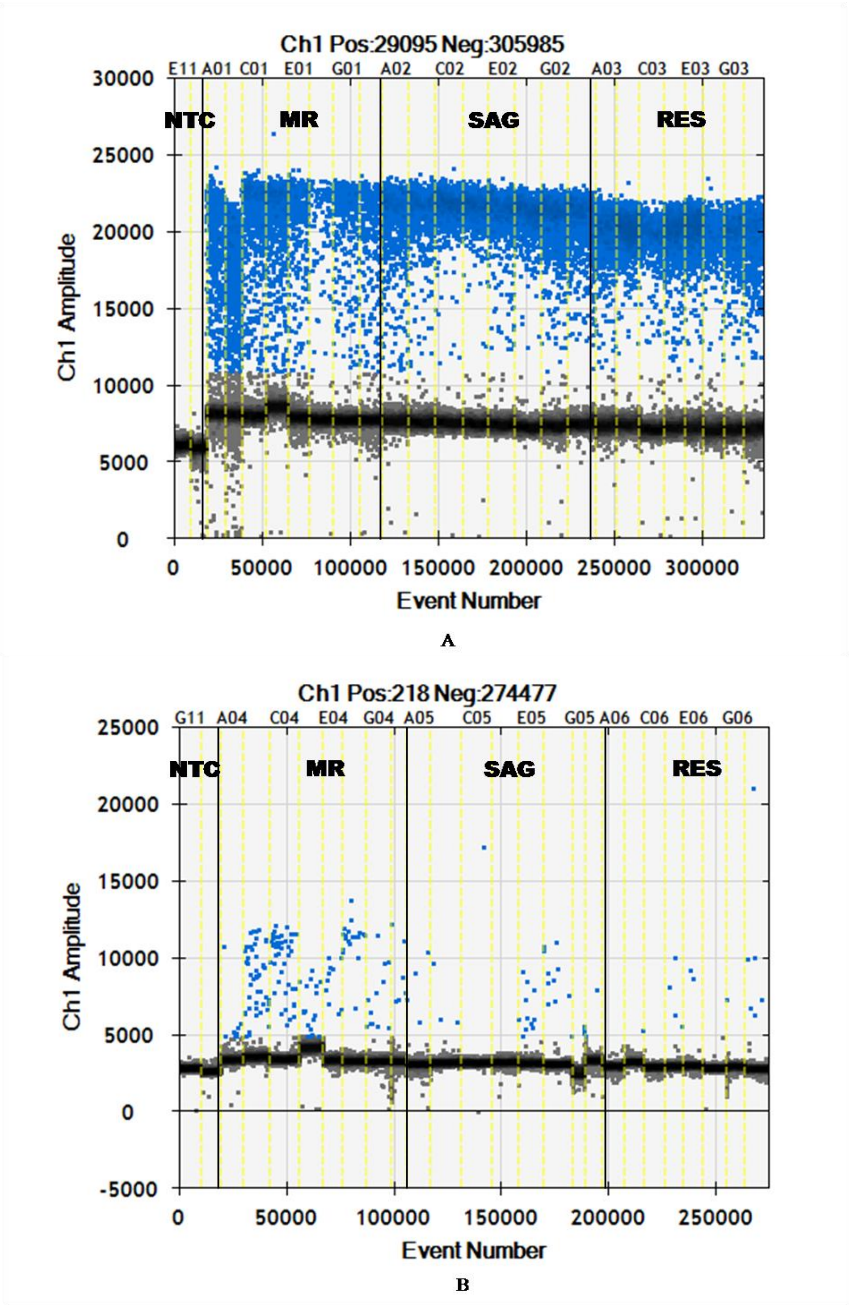 Ch1 Pos:29095 Neg:305985
E11 A01 C01 E01 G01 A02 C02 E02 G02 A03 C03 E03 G03
30000
NTC MR SAG RES
25000
20000
15000
10000
5000
0
Ch1 Amplitude
0 50000 100000 150000 200000 250000 300000
Event Number
A
Ch1 Pos:218 Neg:274477
G11 A04 C04 E04 G04 A05 C05 E05 G05 A06 C06 E06 G06
25000
NTC MR SAG RES
20000
15000
10000
5000
0
-5000
Ch1 Amplitude
0 50000 100000 150000 200000 250000
Event Number
B